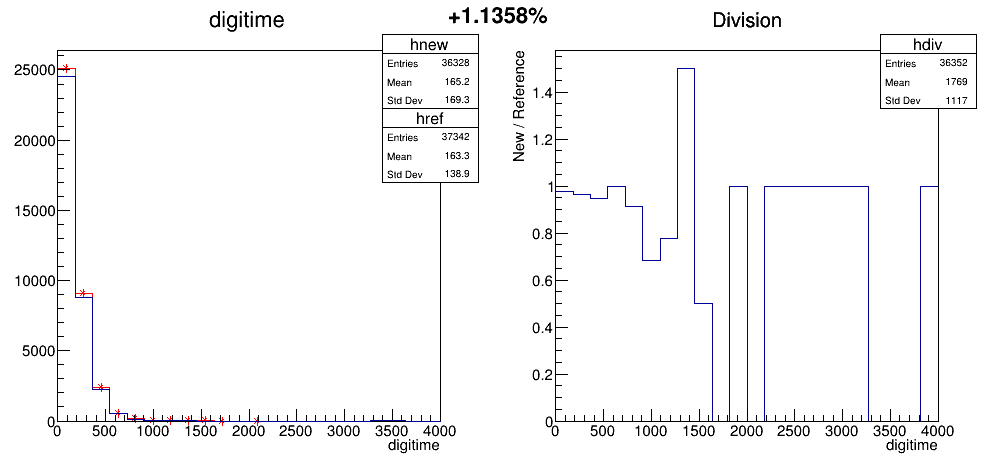 +1.1358%
digitime
hnew
Entries 36328
Mean 165.2
Std Dev 169.3
href
Entries 37342
Mean 163.3
Std Dev 138.9
25000
20000
15000
10000
5000
0
0 500 1000 1500 2000 2500 3000 3500 4000
digitime
Division
hdiv
Entries 36352
Mean 1769
Std Dev 1117
New / Reference
1.4
1.2
1
0.8
0.6
0.4
0.2
0
0 500 1000 1500 2000 2500 3000 3500 4000
digitime